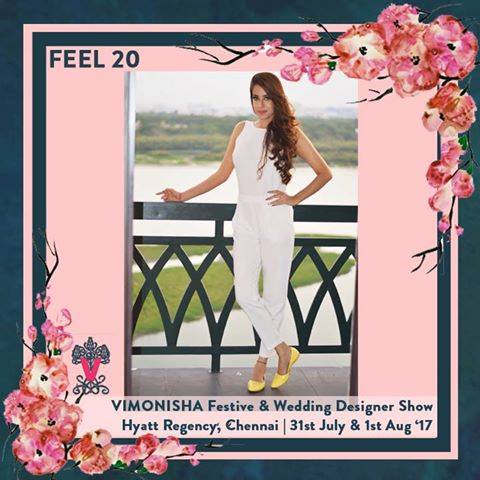 FEEL 20
VIMONISHA Festive & Wedding Designer Show
Hyatt Regency, Chennai | 31st July & 1st Aug '17
V